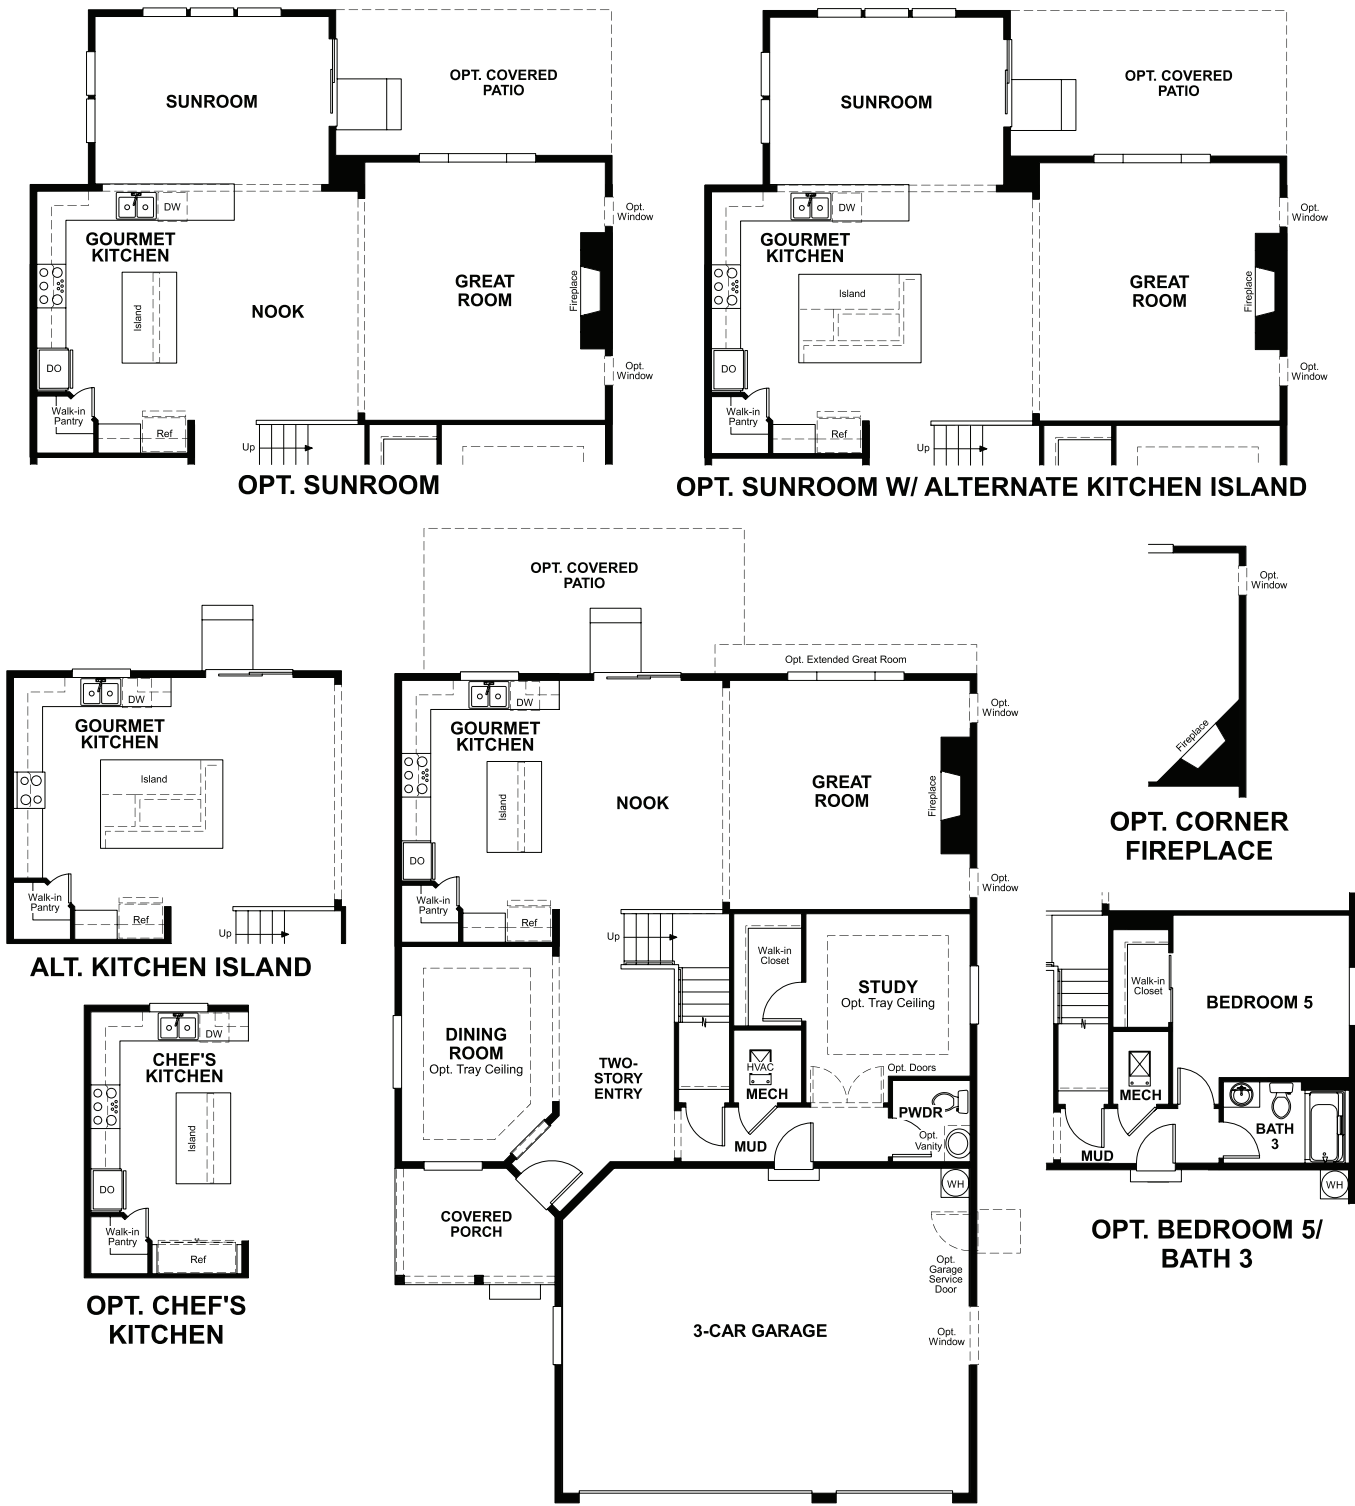 SUNROOM
OPT. COVERED
PATIO
DW
GOURMET
KITCHEN
Island
NOOK
GREAT
ROOM
Fireplace
Opt.
Window
Opt.
Window
DO
Walk-in
Pantry
Ref
Up
OPT. SUNROOM
SUNROOM
OPT. COVERED
PATIO
DW
GOURMET
KITCHEN
Island
GREAT
ROOM
Fireplace
Opt.
Window
Opt.
Window
DO
Walk-in
Pantry
Ref
Up
OPT. SUNROOM W/ ALTERNATE KITCHEN ISLAND
DW
GOURMET
KITCHEN
Island
Walk-in
Pantry
Ref
Up
ALT. KITCHEN ISLAND
DW
CHEF'S
KITCHEN
Island
DO
Walk-in
Pantry
Ref
OPT. CHEF'S
KITCHEN
OPT. COVERED
PATIO
Opt. Extended Great Room
DW
GOURMET
KITCHEN
Island
NOOK
GREAT
ROOM
Fireplace
Opt.
Window
Opt.
Window
DO
Walk-in
Pantry
Ref
Up
Walk-in
Closet
STUDY
Opt. Tray Ceiling
DINING
ROOM
Opt. Tray Ceiling
TWO-
STORY
ENTRY
HVAC
MECH
Opt. Doors
PWDR
Opt.
Vanity
MUD
WH
COVERED
PORCH
Opt.
Garage
Service
Door
3-CAR GARAGE
Opt.
Window
Opt.
Window
Fireplace
OPT. CORNER
FIREPLACE
Walk-in
Closet
BEDROOM 5
MECH
BATH
3
MUD
WH
OPT. BEDROOM 5/
BATH 3